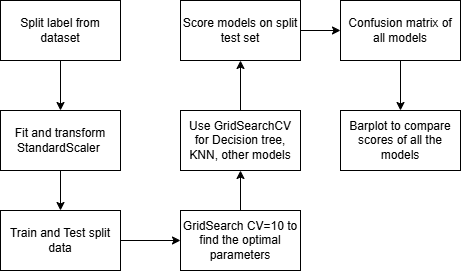 Split label from
dataset
Fit and transform
StandardScaler
Train and Test split
data
GridSearch CV=10 to
find the optimal
parameters
Use GridSearchCV
for Decision tree,
KNN, other models
Score models on split
test set
Confusion matrix of
all models
Barplot to compare
scores of all the
models